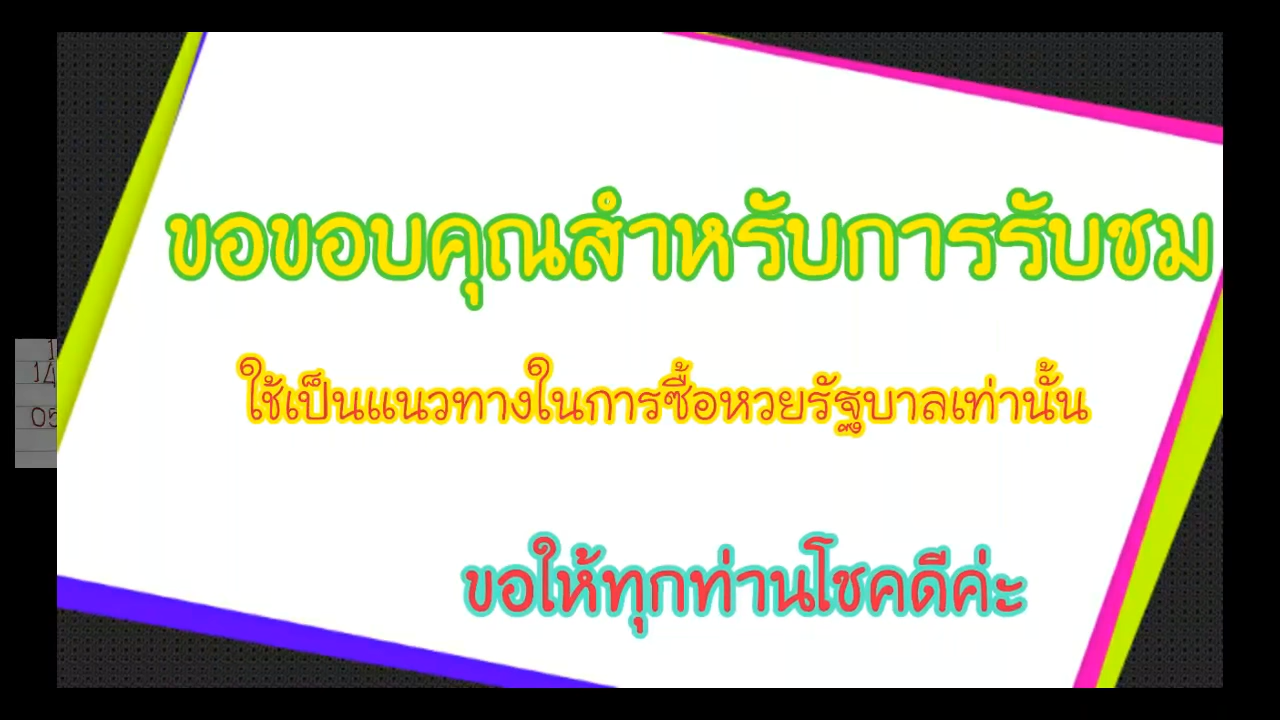 ขอขอบคุณสำหรับการรับชม
ใช้เป็นแนวทางในการซื้อหวยรัฐบาลเท่านั้น
14
05
ขอให้ทุกท่านโชคดีค่ะ